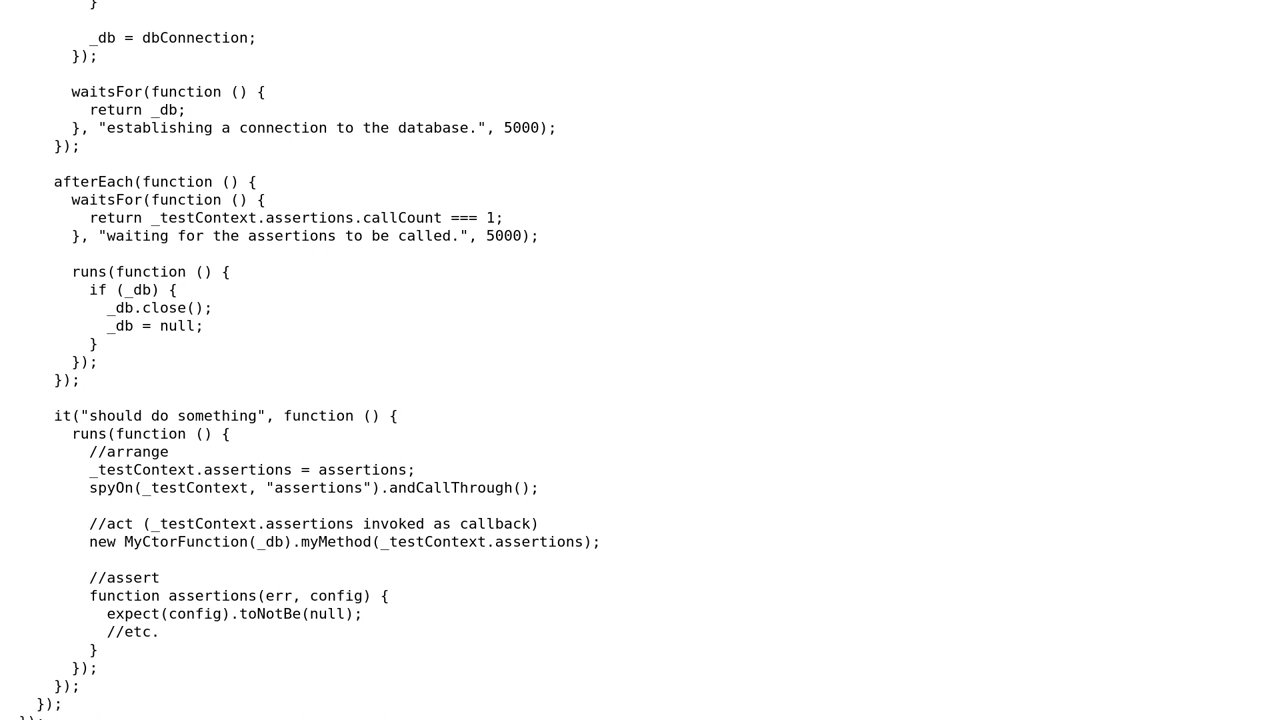 }
_db = dbConnection;
});
waitsFor(function () {
return _db;
}, "establishing a connection to the database.", 5000);
});
afterEach(function () {
waitsFor(function () {
return _testContext.assertions.callCount === 1;
}, "waiting for the assertions to be called.", 5000);
runs(function () {
if (_db) {
_db.close();
_db = null;
}
});
});
it("should do something", function () {
runs(function () {
//arrange
_testContext.assertions = assertions;
spyOn(_testContext, "assertions").andCallThrough();
//act (_testContext.assertions invoked as callback)
new MyCtorFunction(_db).myMethod(_testContext.assertions);
//assert
function assertions(err, config) {
expect(config).toNotBe(null);
//etc.
}
});
});
});
});